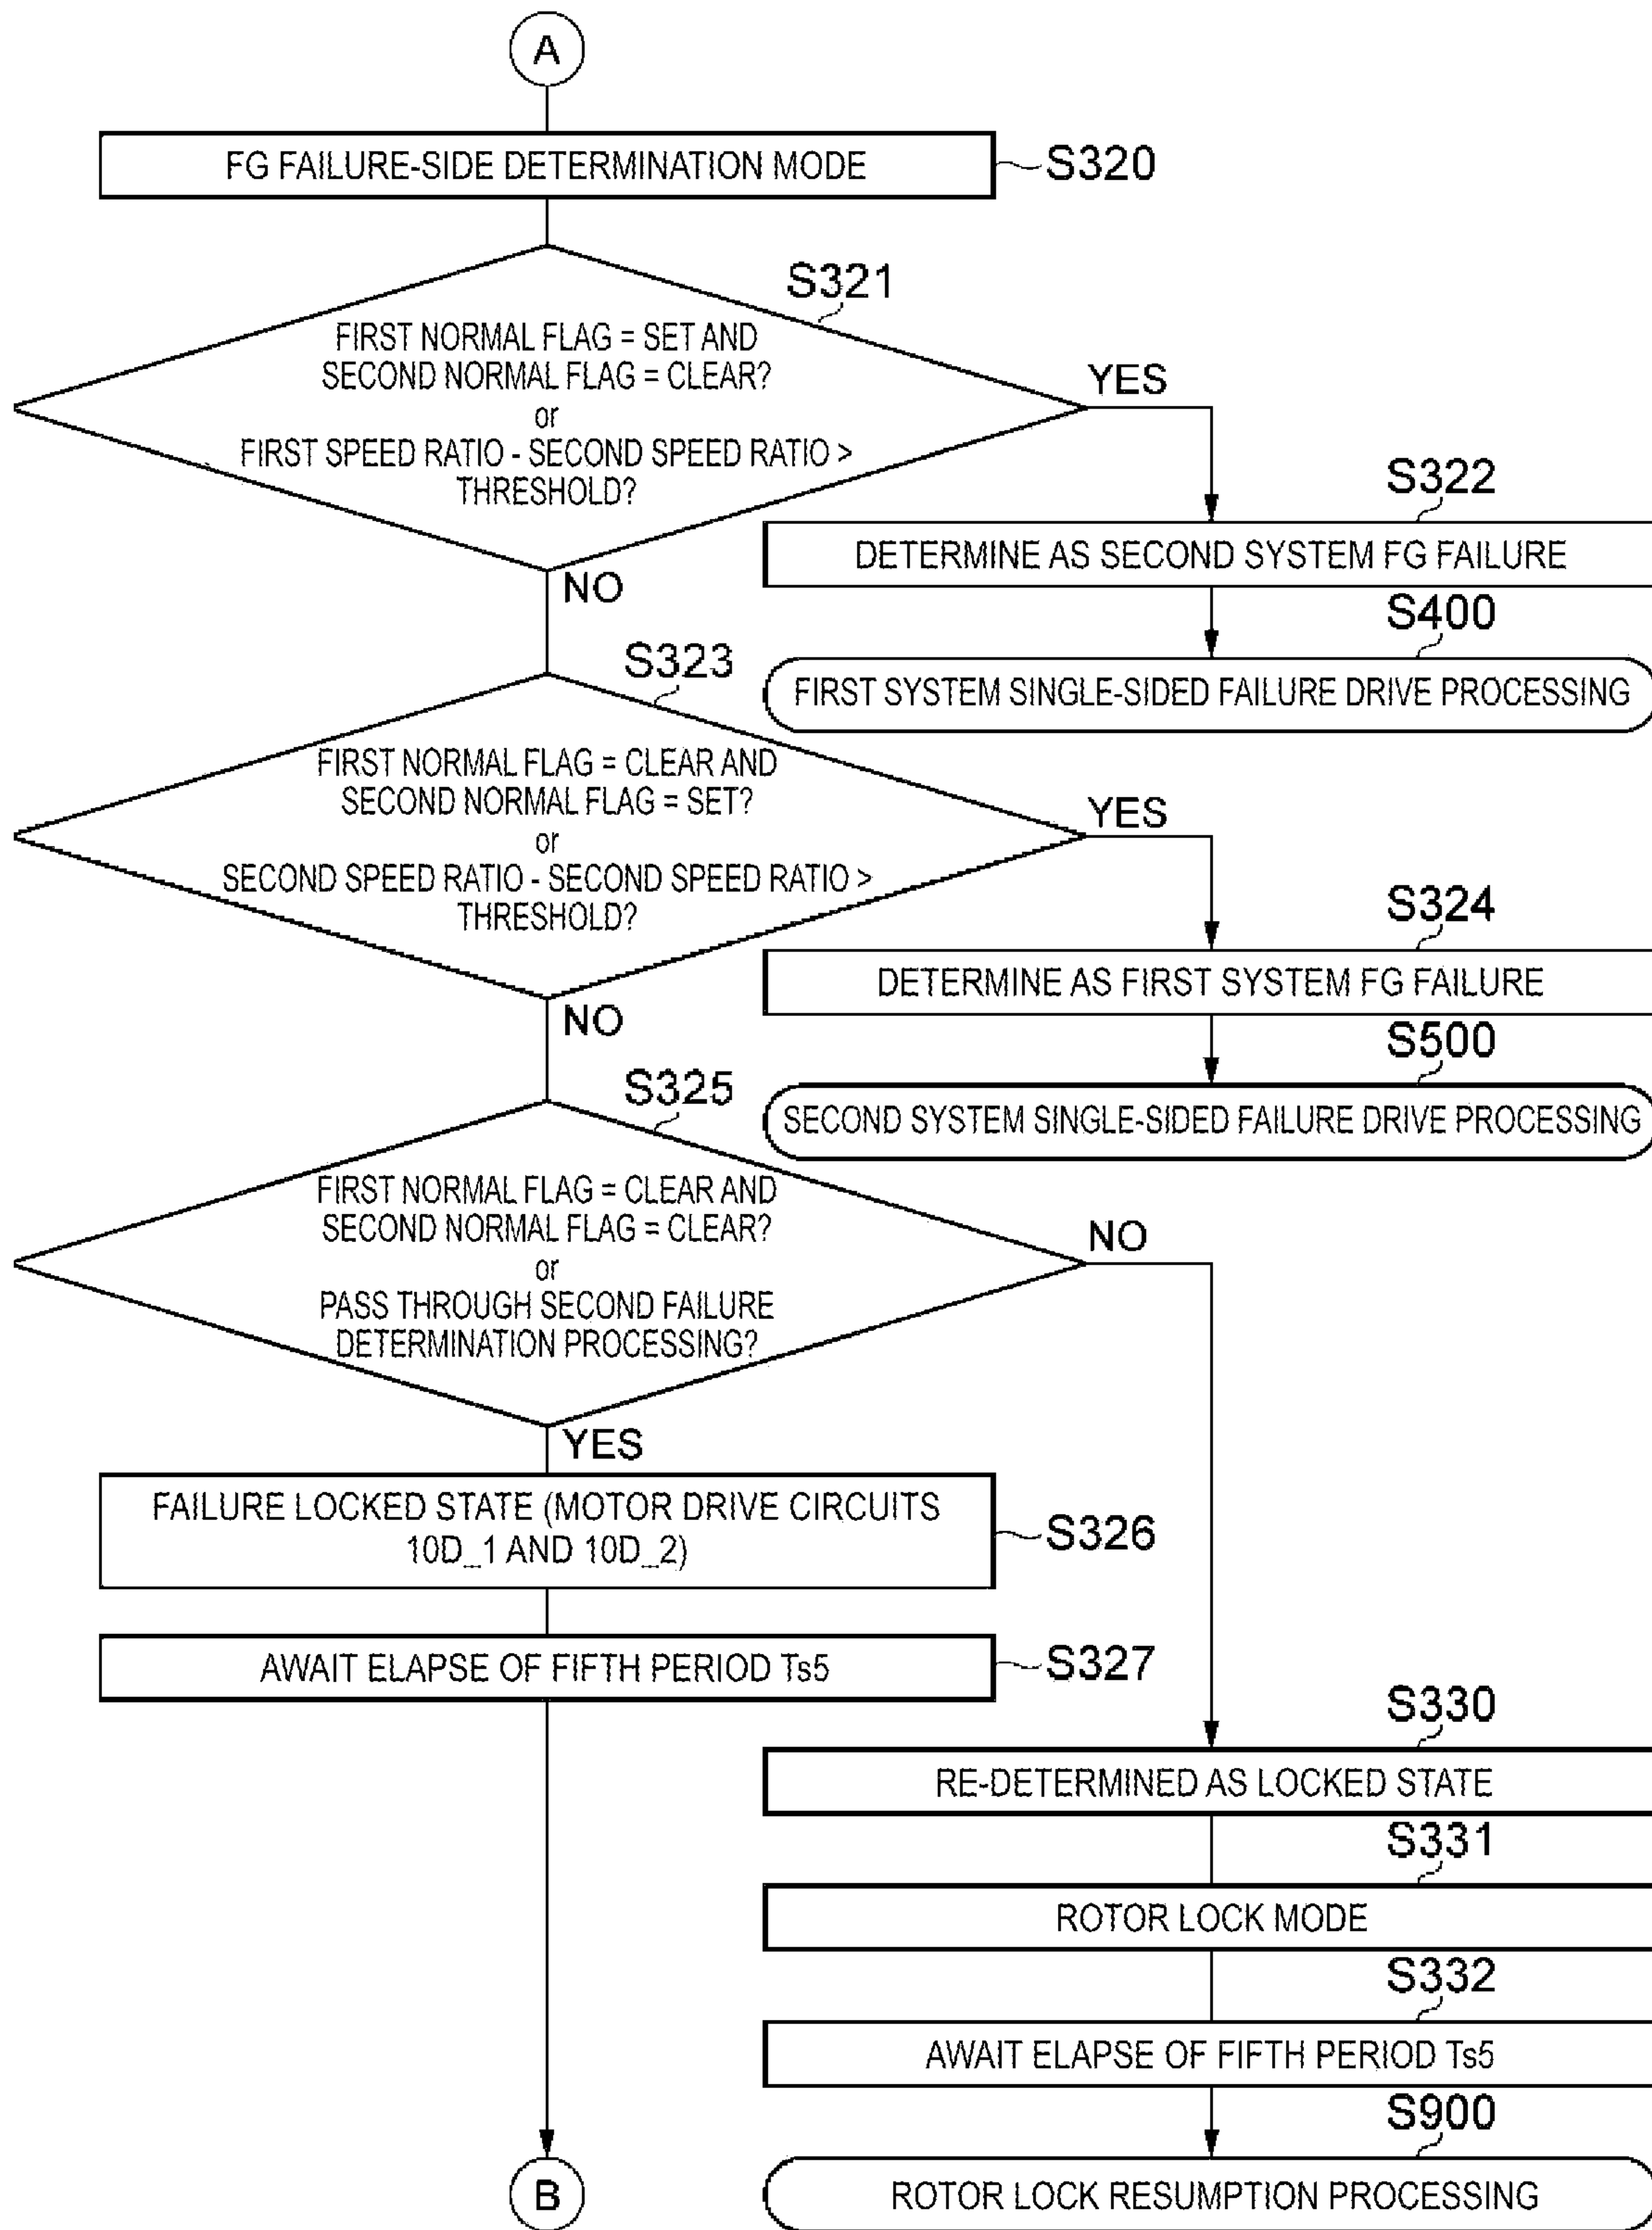 A
FG FAILURE-SIDE DETERMINATION MODE
S320
S321
FIRST NORMAL FLAG = SET AND
SECOND NORMAL FLAG = CLEAR?
or
FIRST SPEED RATIO - SECOND SPEED RATIO >
THRESHOLD?
YES
NO
S322
DETERMINE AS SECOND SYSTEM FG FAILURE
S400
FIRST SYSTEM SINGLE-SIDED FAILURE DRIVE PROCESSING
S323
FIRST NORMAL FLAG = CLEAR AND
SECOND NORMAL FLAG = SET?
or
SECOND SPEED RATIO - SECOND SPEED RATIO >
THRESHOLD?
YES
NO
S324
DETERMINE AS FIRST SYSTEM FG FAILURE
S500
SECOND SYSTEM SINGLE-SIDED FAILURE DRIVE PROCESSING
S325
FIRST NORMAL FLAG = CLEAR AND
SECOND NORMAL FLAG = CLEAR?
or
PASS THROUGH SECOND FAILURE
DETERMINATION PROCESSING?
NO
YES
FAILURE LOCKED STATE (MOTOR DRIVE CIRCUITS
10D_1 AND 10D_2)
S326
AWAIT ELAPSE OF FIFTH PERIOD Ts5
S327
S330
RE-DETERMINED AS LOCKED STATE
S331
ROTOR LOCK MODE
S332
AWAIT ELAPSE OF FIFTH PERIOD Ts5
S900
ROTOR LOCK RESUMPTION PROCESSING
B